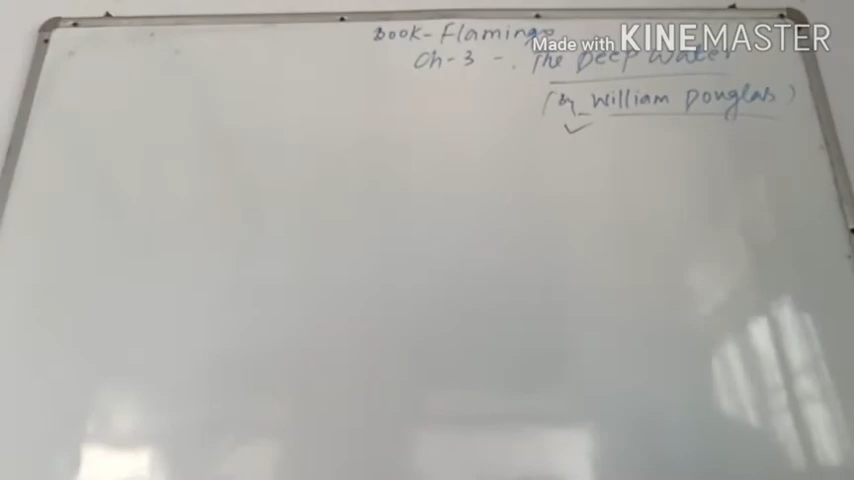 Book-Flamingo
Made with KINEMASTER
Ch-3 - . The Deep Water
(By William Douglas)